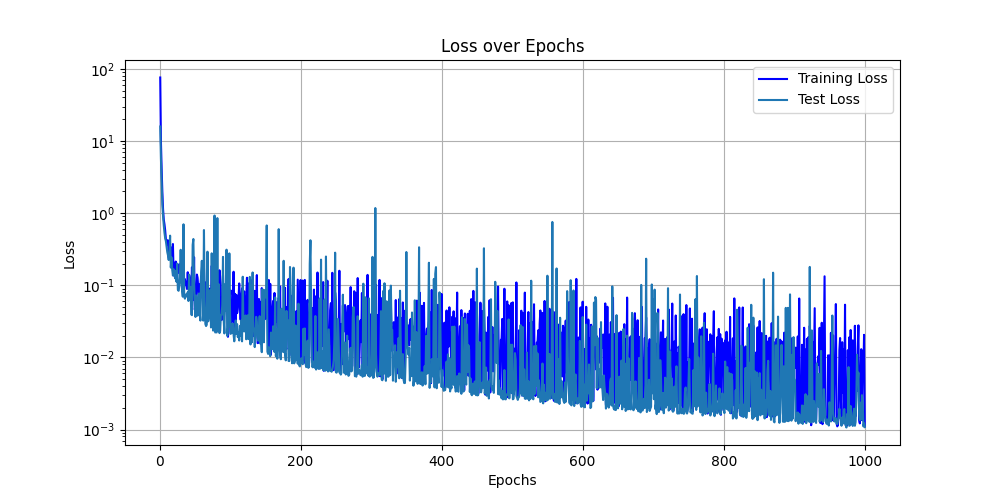 Loss over Epochs
Training Loss
Test Loss
10²
10¹
10⁰
10⁻¹
10⁻²
10⁻³
Loss
0 200 400 600 800 1000
Epochs